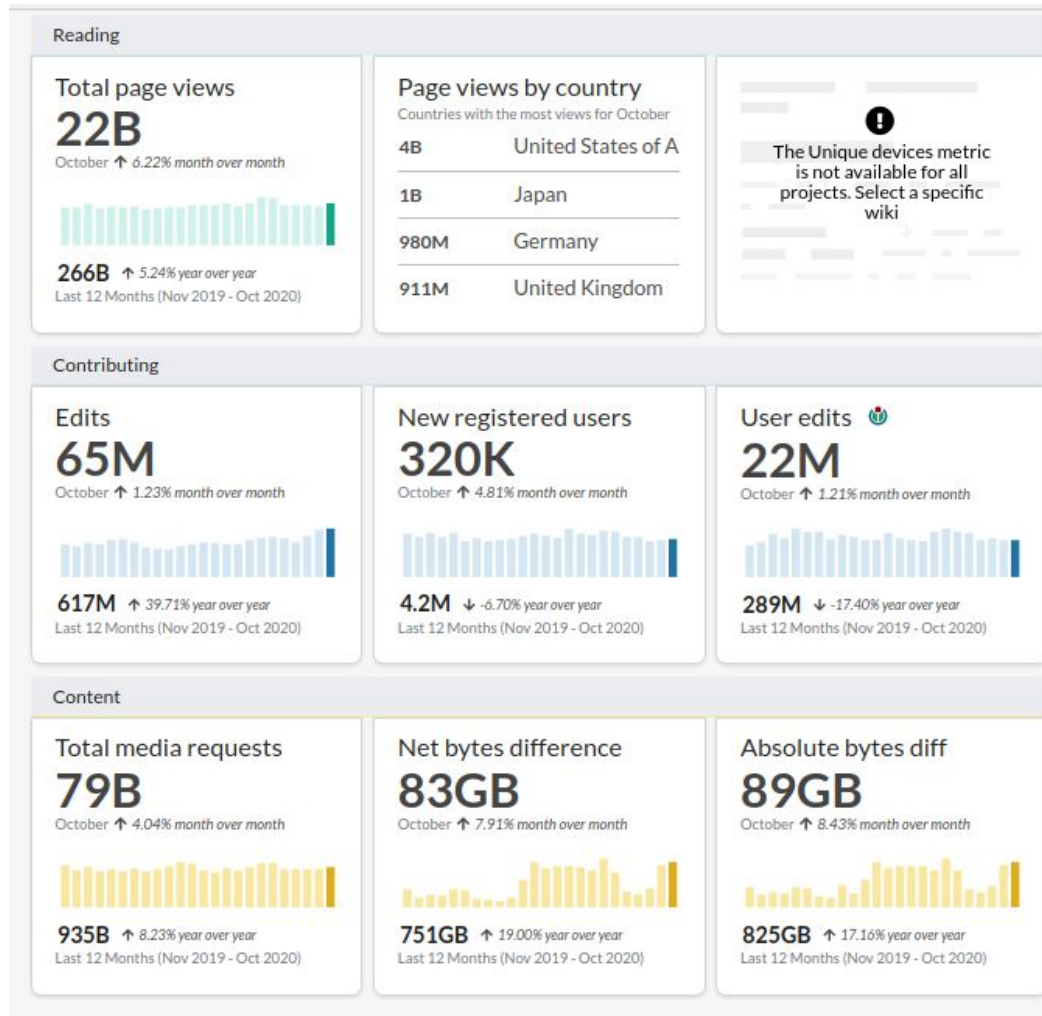 Reading
Total page views
22B
October ↑ 6.22% month over month
266B ↑ 5.24% year over year
Last 12 Months (Nov 2019 - Oct 2020)
Page views by country
Countries with the most views for October
4B United States of A
1B Japan
980M Germany
911M United Kingdom
The Unique devices metric
is not available for all
projects. Select a specific
wiki
Contributing
Edits
65M
October ↑ 1.23% month over month
617M ↑ 39.71% year over year
Last 12 Months (Nov 2019 - Oct 2020)
New registered users
320K
October ↑ 4.81% month over month
4.2M ↓ -6.70% year over year
Last 12 Months (Nov 2019 - Oct 2020)
User edits
22M
October ↑ 1.21% month over month
289M ↓ -17.40% year over year
Last 12 Months (Nov 2019 - Oct 2020)
Content
Total media requests
79B
October ↑ 4.04% month over month
935B ↑ 8.23% year over year
Last 12 Months (Nov 2019 - Oct 2020)
Net bytes difference
83GB
October ↑ 7.91% month over month
751GB ↑ 19.00% year over year
Last 12 Months (Nov 2019 - Oct 2020)
Absolute bytes diff
89GB
October ↑ 8.43% month over month
825GB ↑ 17.16% year over year
Last 12 Months (Nov 2019 - Oct 2020)